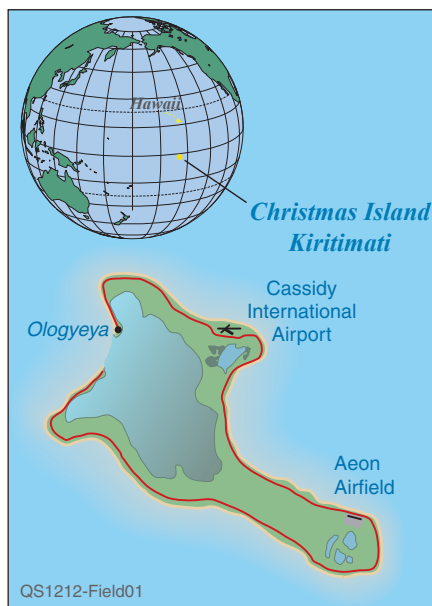 Hawaii
Christmas Island
Kiritimati
Cassidy
International
Airport
Ologyeya
Aeon
Airfield
QS1212-Field01